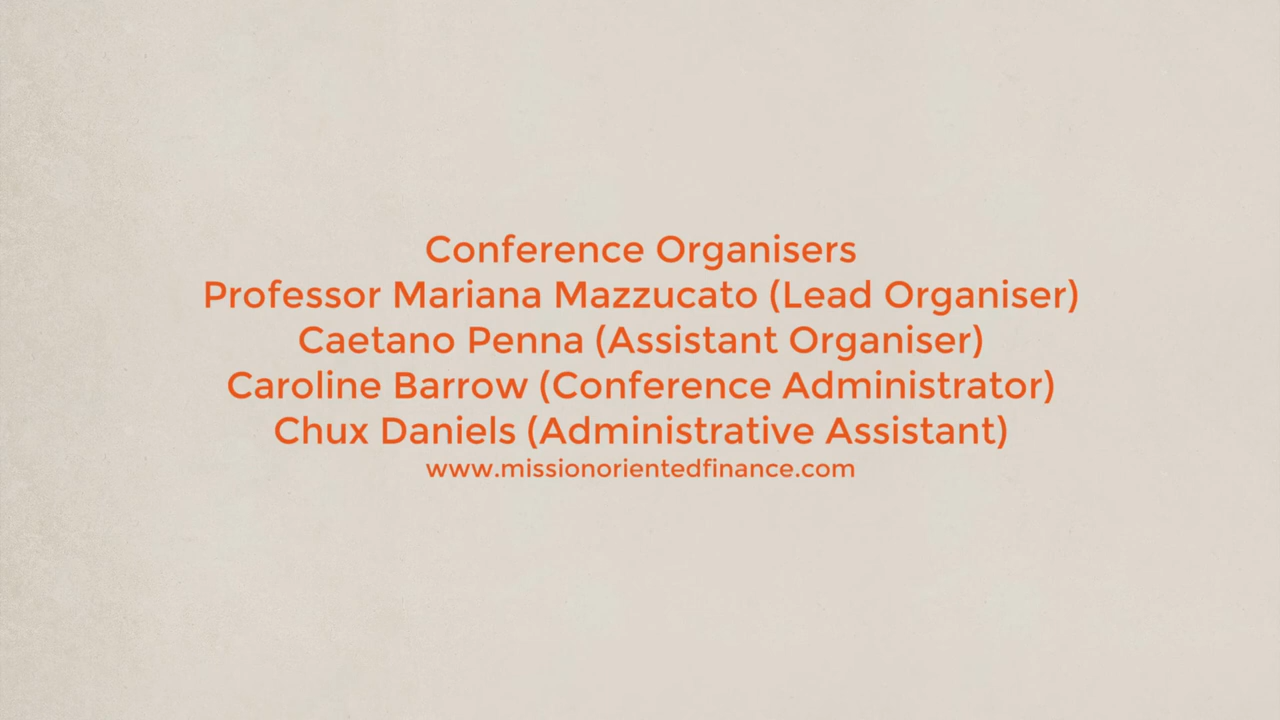 Conference Organisers
Professor Mariana Mazzucato (Lead Organiser)
Caetano Penna (Assistant Organiser)
Caroline Barrow (Conference Administrator)
Chux Daniels (Administrative Assistant)
www.missionorientedfinance.com